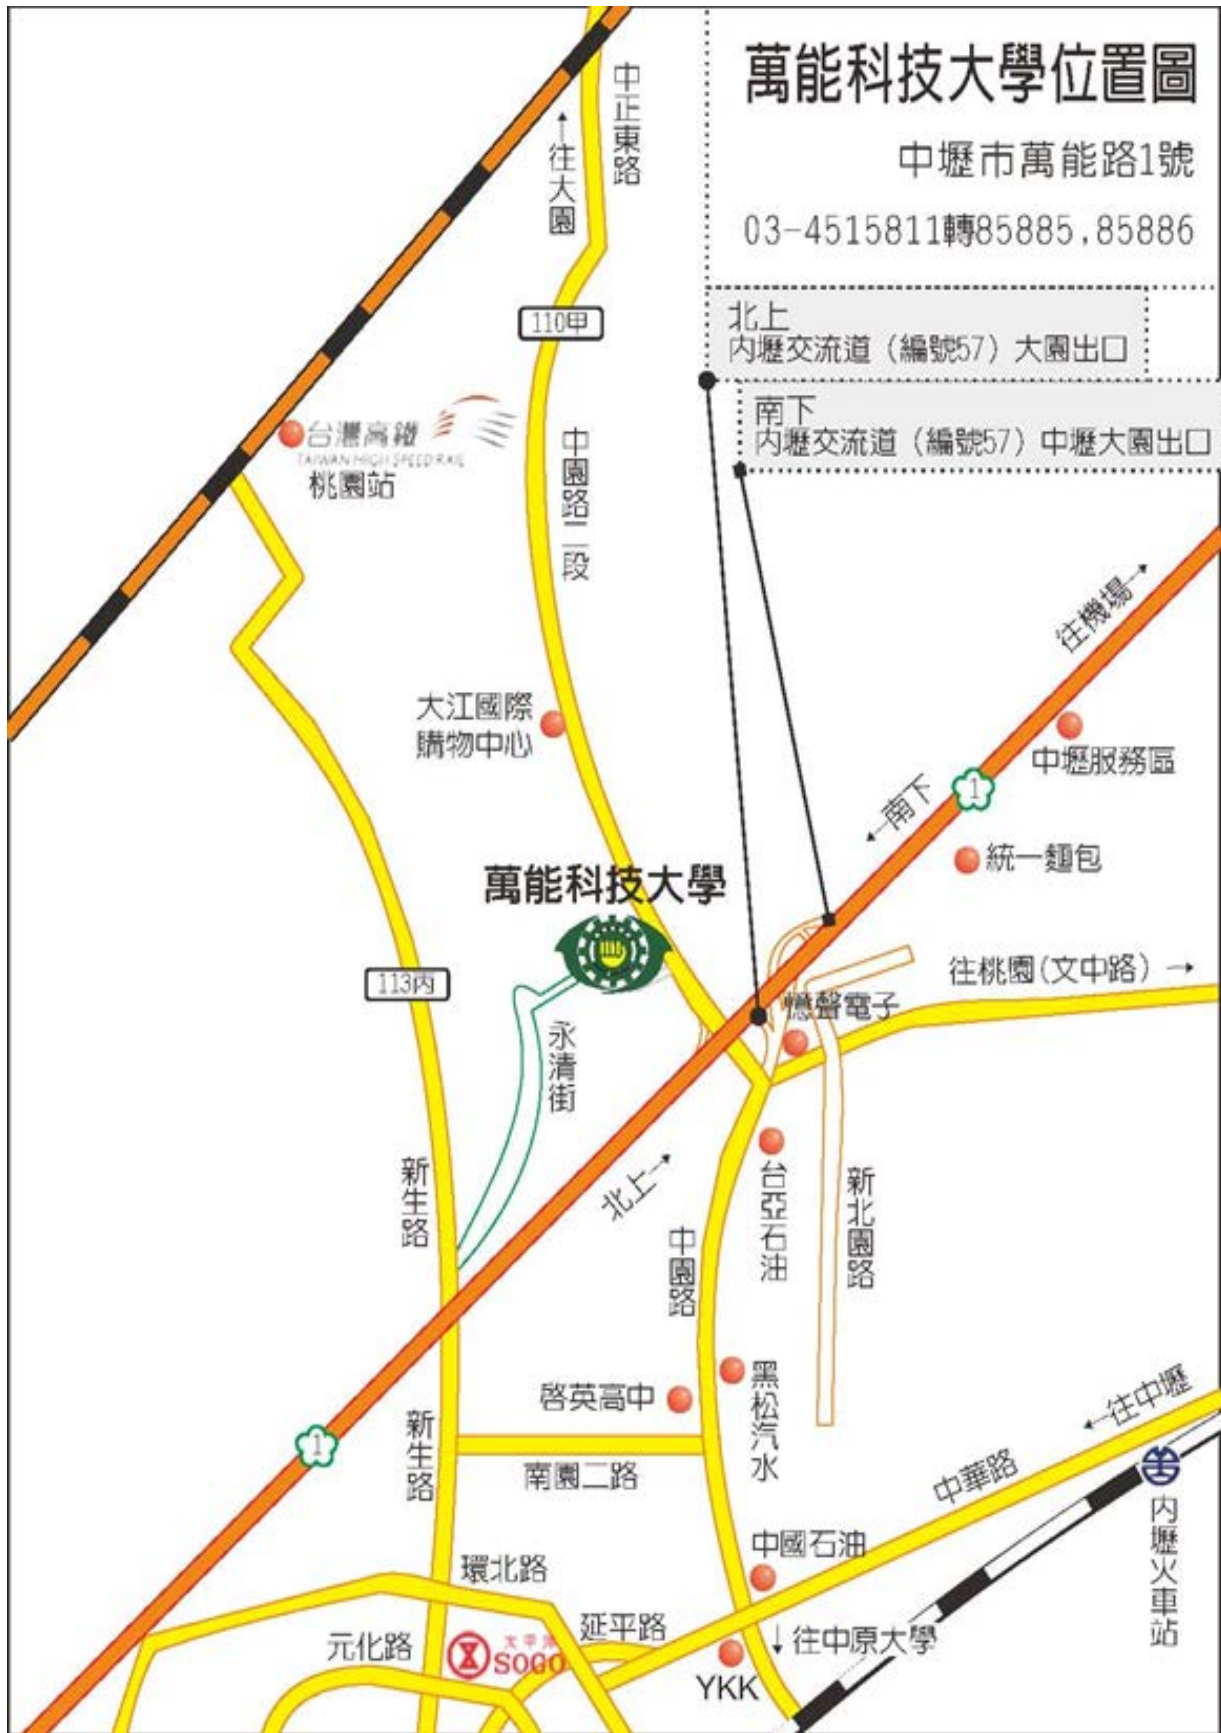 萬能科技大學位置圖
中壢市萬能路1號
03-4515811轉85885,85886
中正東路
←往大園
110甲
北上
内壢交流道（編號57）大園出口
南下
内壢交流道（編號57）中壢大園出口
台灣高鐵
TAIWAN HIGH SPEED RAIL
桃園站
中園路二段
往機場→
大江國際
購物中心
中壢服務區
1
←南下
統一麵包
萬能科技大學
113丙
往桃園(文中路) →
憶聲電子
永清街
新生路
北上→
台亞石油
新北園路
中園路
啓英高中
黑松汽水
←往中壢
1
新生路
南園二路
中華路
内壢火車站
中國石油
環北路
元化路
太平洋
SOGO
延平路
↓往中原大學
YKK